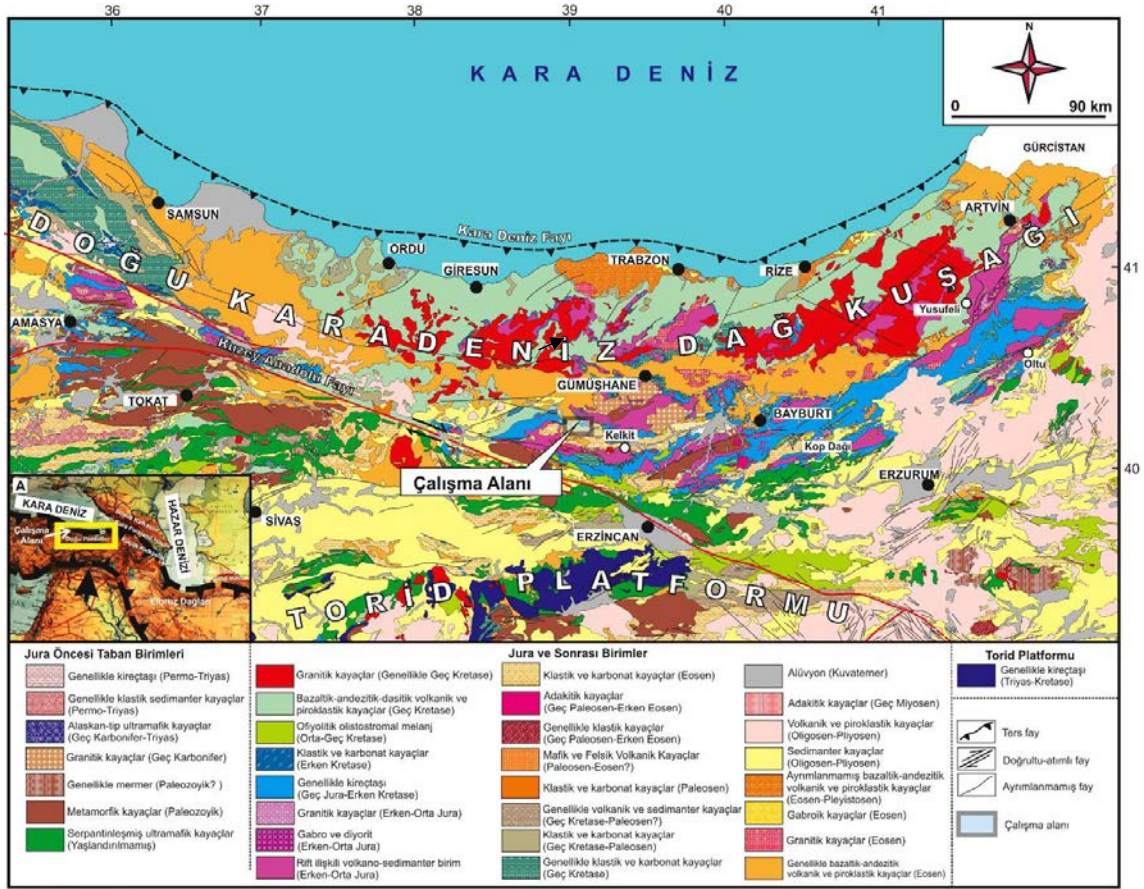 36 37 38 39 40 41
KARA DENİZ
N
0 90 km
GÜRCİSTAN
ARTVİN
SAMSUN
Kara Deniz Fayı
ORDU
GİRESUN
TRABZON
RİZE
41
DOĞU KARADENİZ DAĞ KUŞAĞI
Yusufeli
AMASYA
Kuzey Anadolu Fayı
Oltu
GÜMÜŞHANE
TOKAT
BAYBURT
Kelkit
Kop Dağı
40
Çalışma Alanı
ERZURUM
SİVAS
ERZİNCAN
TORİD PLATFORMU
A
KARA DENİZ
HAZAR DENİZİ
Çalışma
Alanı
Elbruz Dağları
Jura Öncesi Taban Birimleri
Genellikle kireçtaşı (Permo-Triyas)
Genellikle klastik sedimanter kayaçlar
(Permo-Triyas)
Alaskan-tip ultramafik kayaçlar
(Geç Karbonifer-Triyas)
Granitik kayaçlar (Geç Karbonifer)
Genellikle mermer (Paleozoyik? )
Metamorfik kayaçlar (Paleozoyik)
Serpantinleşmiş ultramafik kayaçlar
(Yaşlandırılmamış)
Jura ve Sonrası Birimler
Granitik kayaçlar (Genellikle Geç Kretase)
Bazaltik-andezitik-dasitik volkanik ve
piroklastik kayaçlar (Geç Kretase)
Ofiyolitik olistostromal melanj
(Orta-Geç Kretase)
Klastik ve karbonat kayaçlar
(Erken Kretase)
Genellikle kireçtaşı
(Geç Jura-Erken Kretase)
Granitik kayaçlar (Erken-Orta Jura)
Gabro ve diyorit
(Erken-Orta Jura)
Rift ilişkili volkano-sedimanter birim
(Erken-Orta Jura)
Klastik ve karbonat kayaçlar (Eosen)
Adakitik kayaçlar
(Geç Paleosen-Erken Eosen)
Genellikle klastik kayaçlar
(Geç Paleosen-Erken Eosen)
Mafik ve Felsik Volkanik Kayaçlar
(Paleosen-Eosen?)
Klastik ve karbonat kayaçlar (Paleosen)
Genellikle volkanik ve sedimanter kayaçlar
(Geç Kretase-Paleosen?)
Klastik ve karbonat kayaçlar
(Geç Kretase-Paleosen)
Genellikle klastik ve karbonat kayaçlar
(Geç Kretase)
Alüvyon (Kuvaterner)
Adakitik kayaçlar (Geç Miyosen)
Volkanik ve piroklastik kayaçlar
(Oligosen-Pliyosen)
Sedimanter kayaçlar
(Oligosen-Pliyosen)
Ayrımlanmamış bazaltik-andezitik
volkanik ve piroklastik kayaçlar
(Eosen-Pleyistosen)
Gabroik kayaçlar (Eosen)
Granitik kayaçlar (Eosen)
Genellikle bazaltik-andezitik
volkanik ve piroklastik kayaçlar (Eosen)
Torid Platformu
Genellikle kireçtaşı
(Triyas-Kretase)
Ters fay
Doğrultu-atımlı fay
Ayrımlanmamış fay
Çalışma alanı